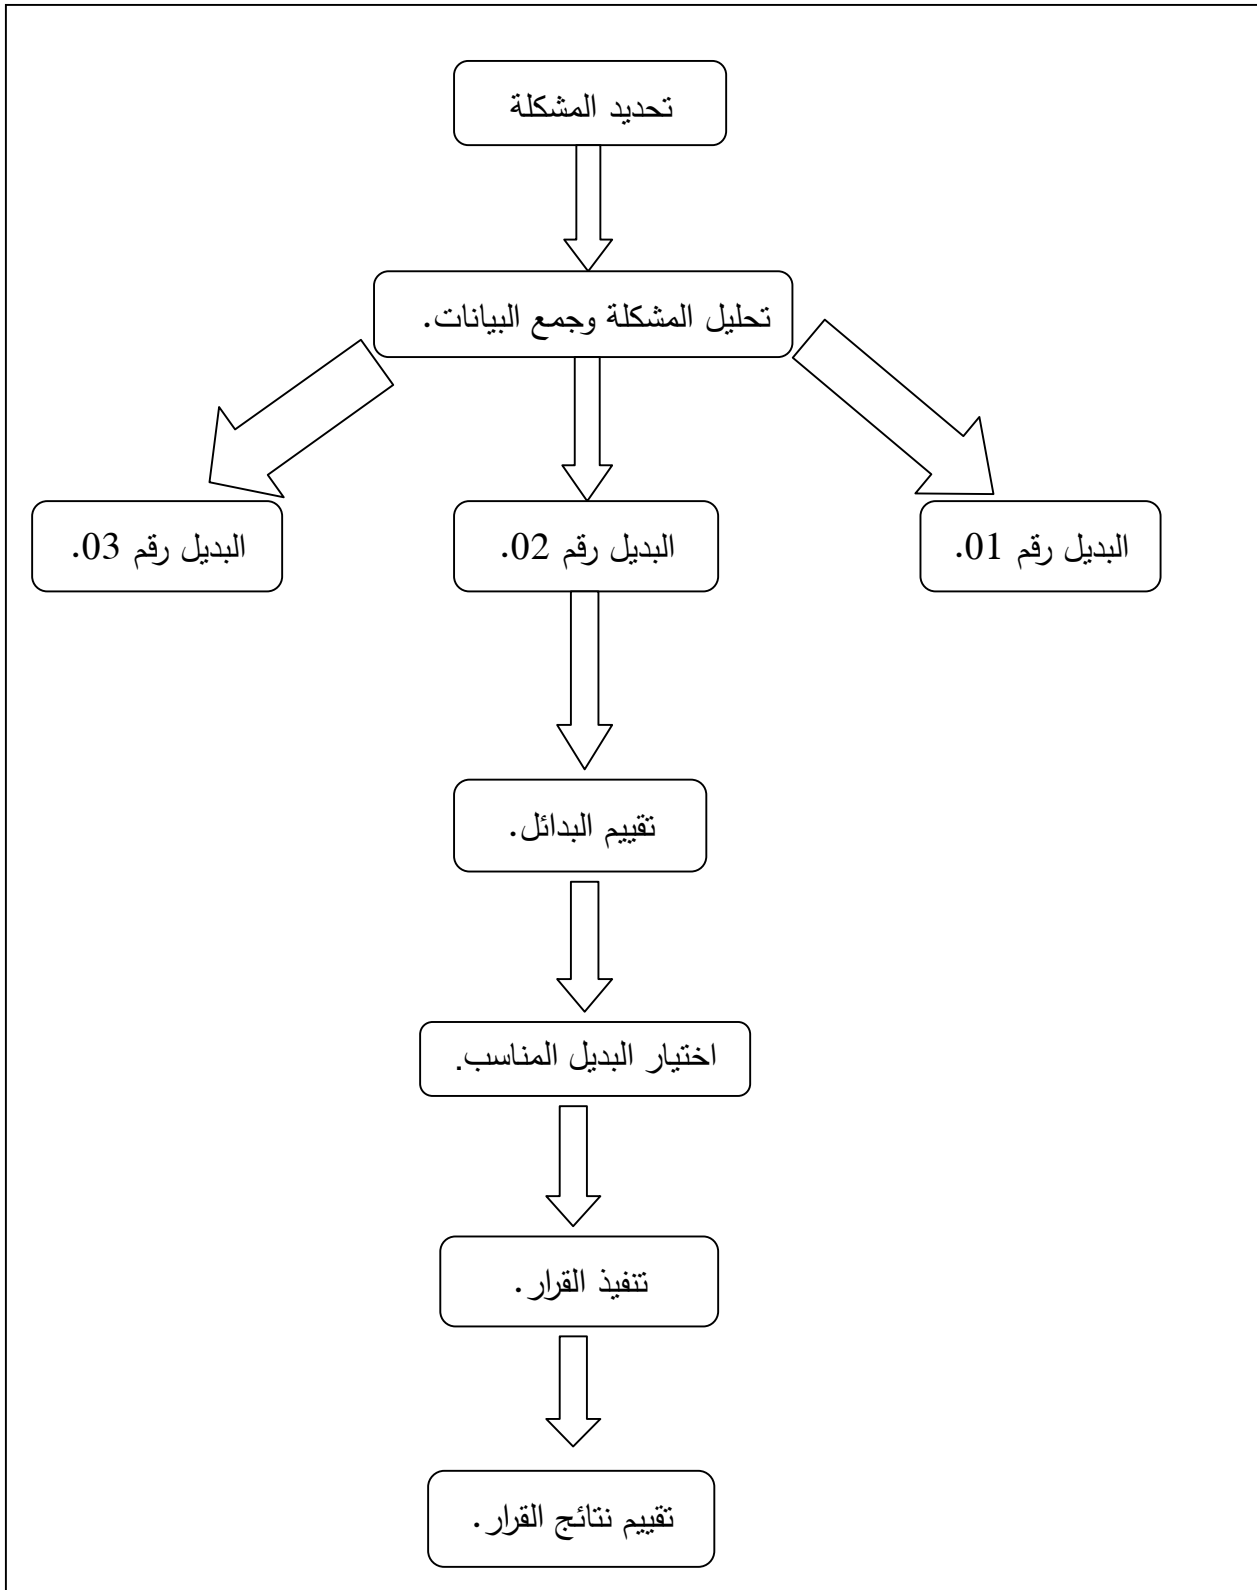 تحديد المشكلة
تحليل المشكلة وجمع البيانات.
البديل رقم 01.
البديل رقم 02.
البديل رقم 03.
تقييم البدائل.
اختيار البديل المناسب.
تنفيذ القرار.
تقييم نتائج القرار.